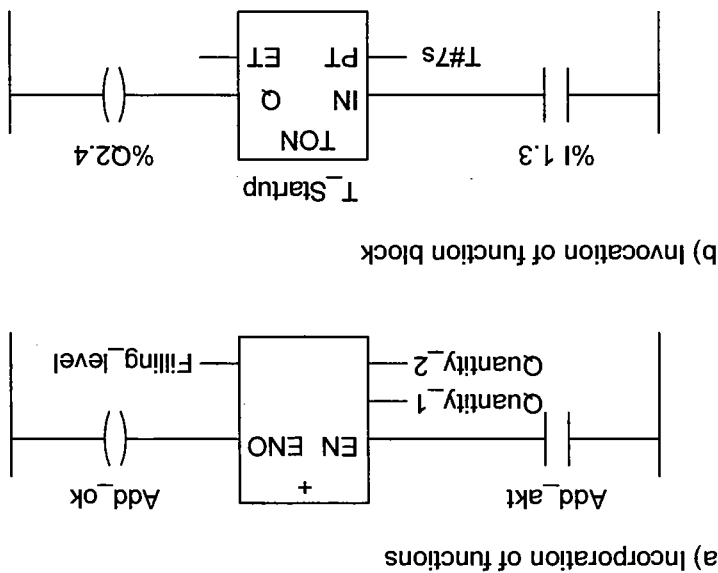 a) Incorporation of functions
Add_akt
+
Add_ok
EN ENO
Quantity_1
Quantity_2
Filling_level
b) Invocation of function block
T_Startup
%I 1.3
TON
%Q2.4
IN Q
T#7s
PT ET